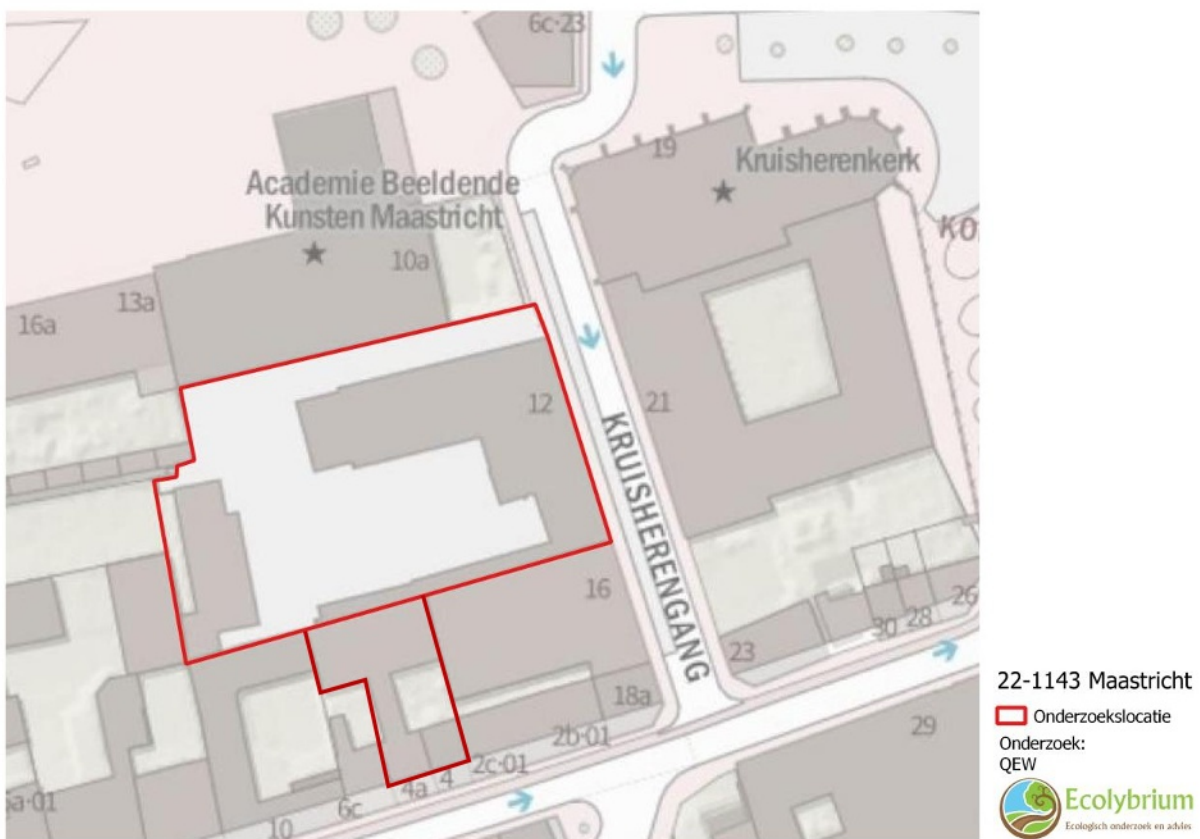 6c-23
19
Kruisherenkerk
Academie Beeldende
Kunsten Maastricht
10a
KO
13a
16a
12
21
KRUISHERENGANG
16
26
28
30
23
18a
29
2b-01
2c-01
4
4a
6c
10
a-01
22-1143 Maastricht
Onderzoekslocatie
Onderzoek:
QEW
Ecolybrium
Ecologisch onderzoek en advies